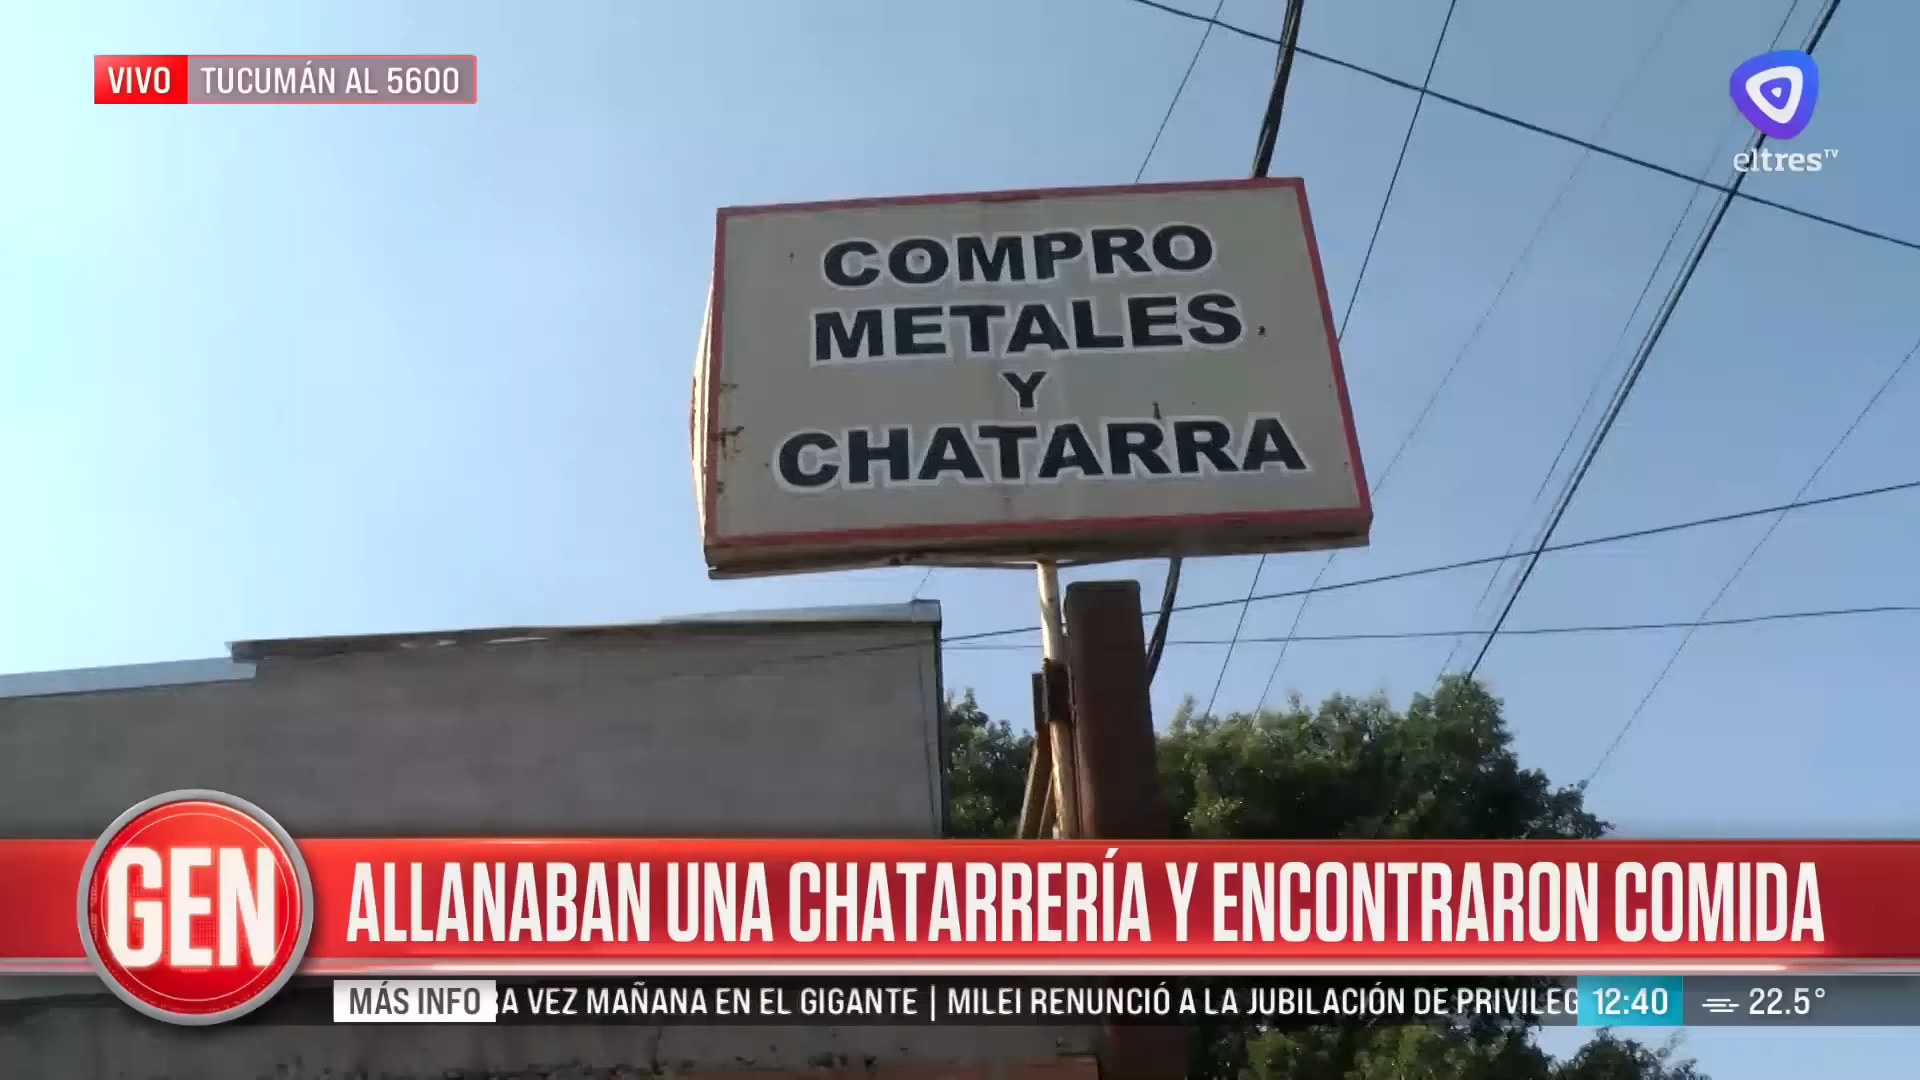 VIVO TUCUMÁN AL 5600
eltres TV
COMPRO
METALES
Y
CHATARRA
GEN
ALLANABAN UNA CHATARRERÍA Y ENCONTRARON COMIDA
MÁS INFO VEZ MAÑANA EN EL GIGANTE | MILEI RENUNCIÓ A LA JUBILACIÓN DE 12:40 22.5°